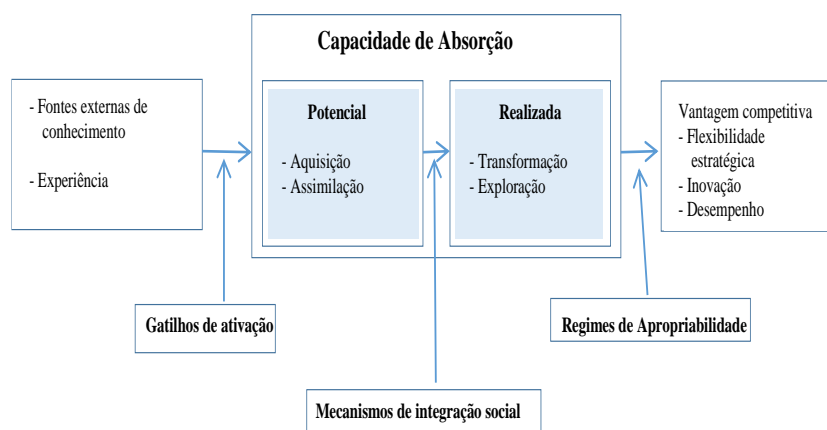 Capacidade de Absorção
- Fontes externas de
conhecimento
- Experiência
Potencial
- Aquisição
- Assimilação
Realizada
- Transformação
- Exploração
Vantagem competitiva
- Flexibilidade
estratégica
- Inovação
- Desempenho
Gatilhos de ativação
Regimes de Apropriabilidade
Mecanismos de integração social